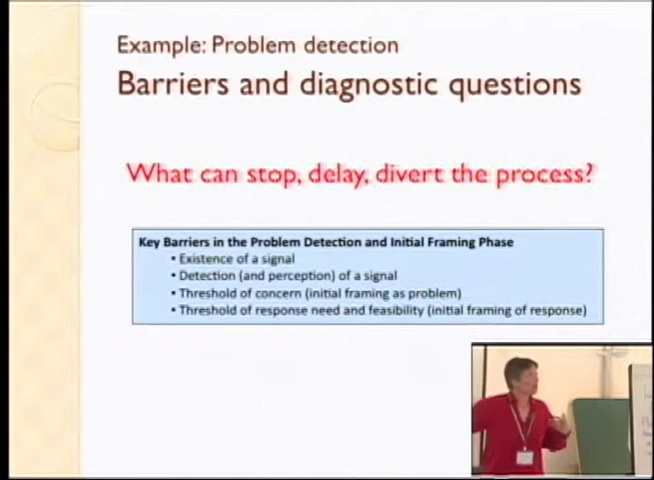 Example: Problem detection
Barriers and diagnostic questions
What can stop, delay, divert the process?
Key Barriers in the Problem Detection and Initial Framing Phase
• Existence of a signal
• Detection (and perception) of a signal
• Threshold of concern (initial framing as problem)
• Threshold of response need and feasibility (initial framing of response)